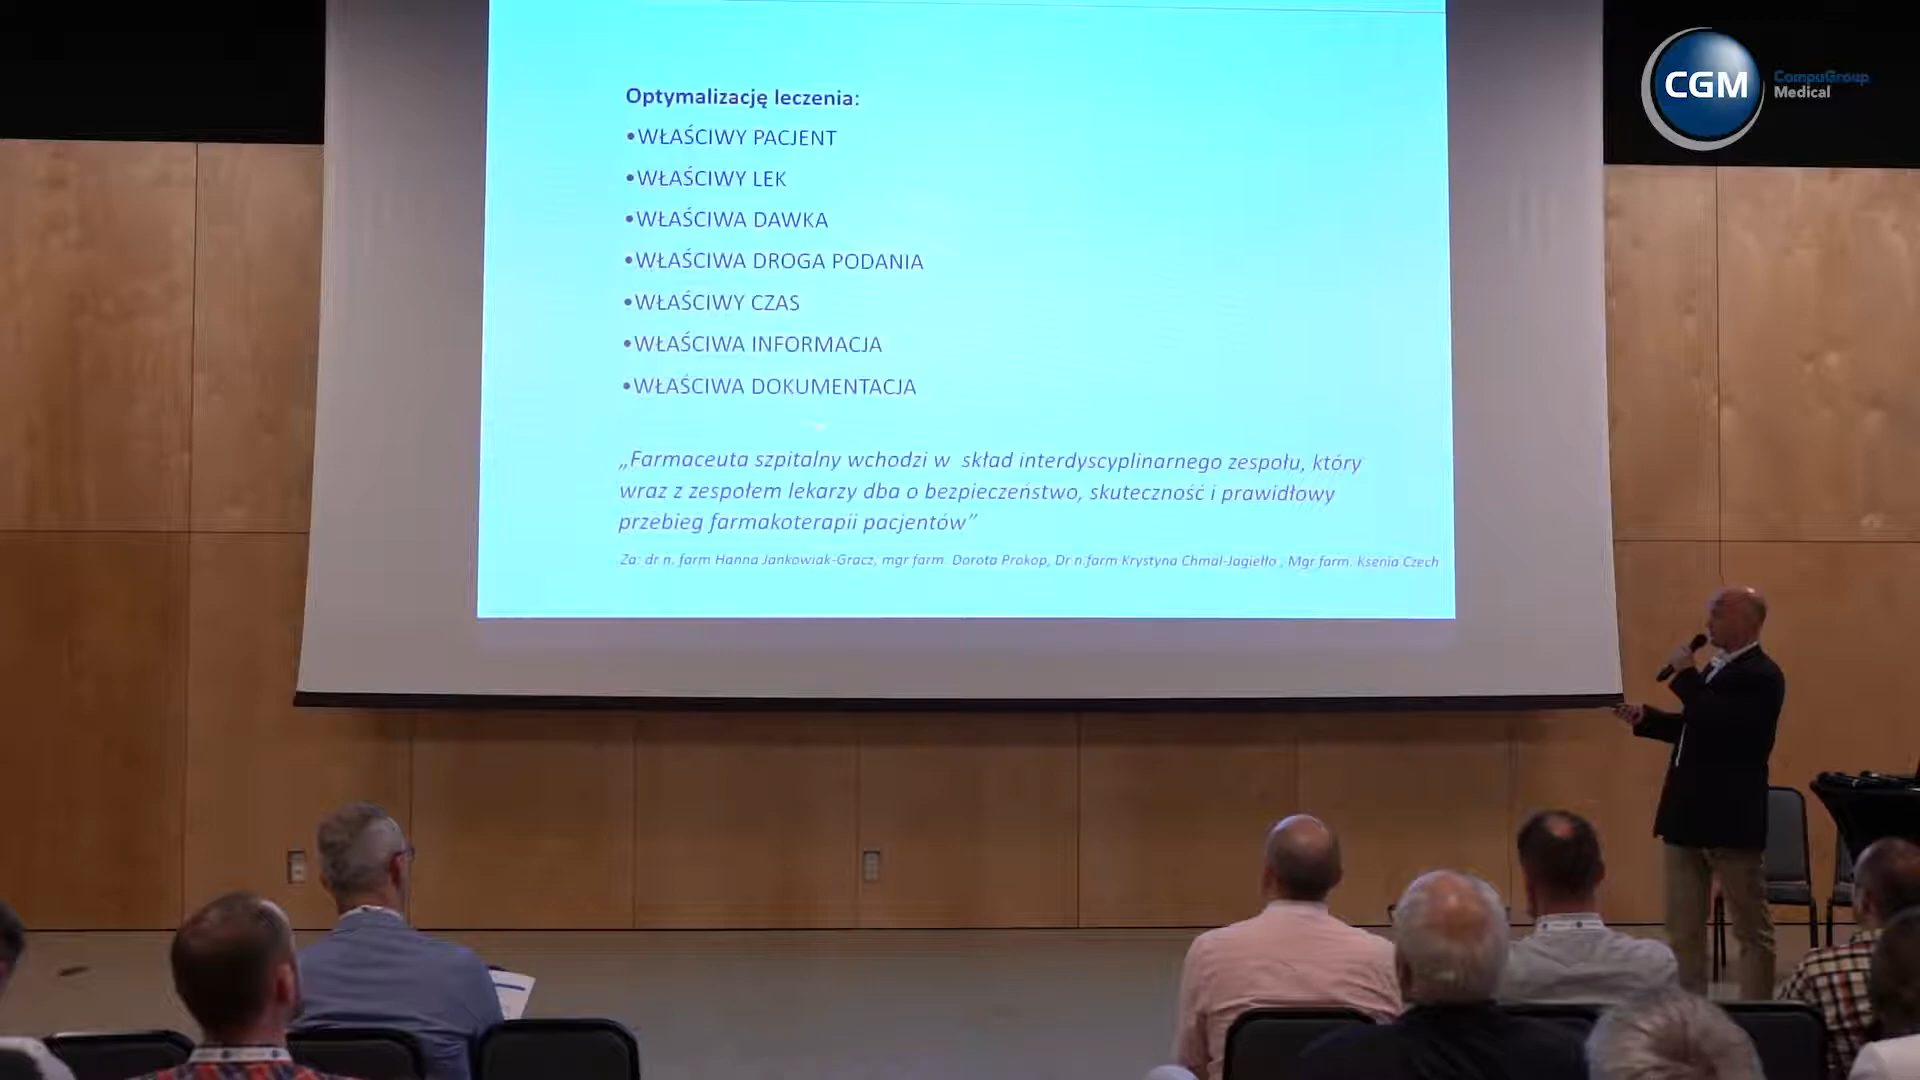 Optymalizację leczenia:
•WŁAŚCIWY PACJENT
•WŁAŚCIWY LEK
•WŁAŚCIWA DAWKA
•WŁAŚCIWA DROGA PODANIA
•WŁAŚCIWY CZAS
•WŁAŚCIWA INFORMACJA
•WŁAŚCIWA DOKUMENTACJA
„Farmaceuta szpitalny wchodzi w skład interdyscyplinarnego zespołu, który
wraz z zespołem lekarzy dba o bezpieczeństwo, skuteczność i prawidłowy
przebieg farmakoterapii pacjentów”
Za: dr n. farm Hanna Jankowiak-Gracz, mgr farm. Dorota Prokop, Dr n.farm Krystyna Chmal-Jagiełło , Mgr farm. Ksenia Czech
CGM
CompuGroup
Medical